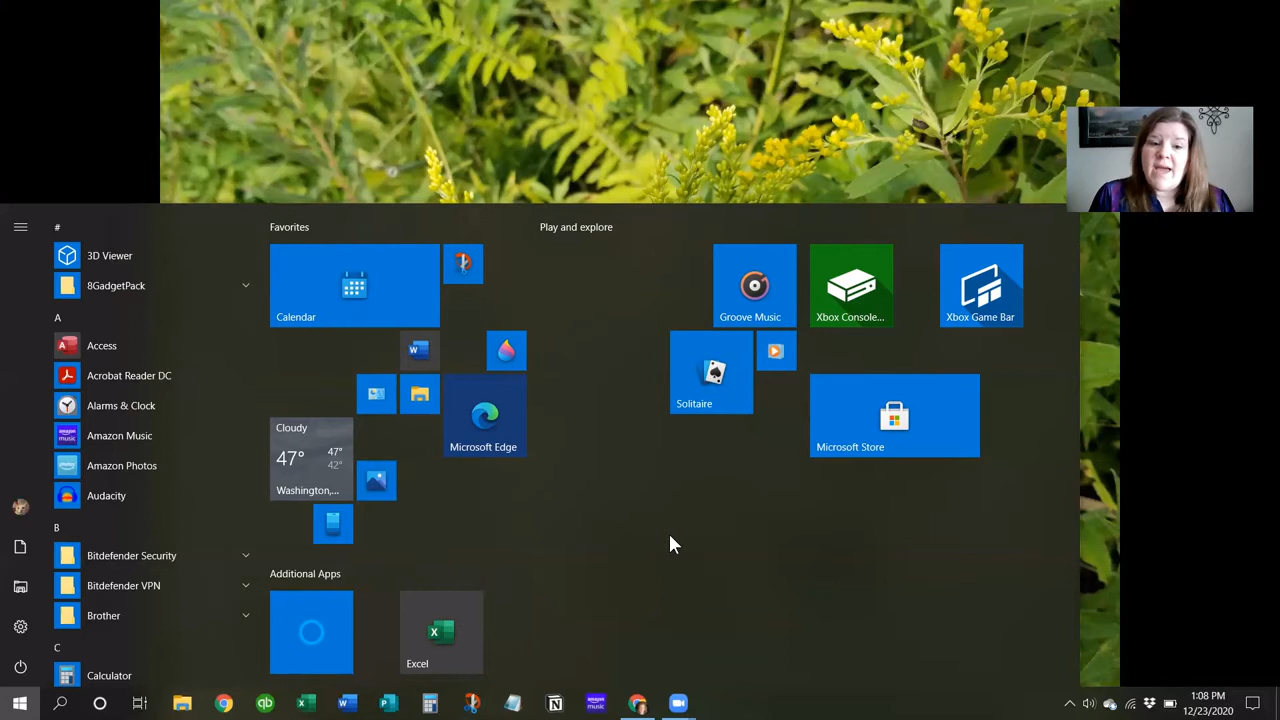 #
3D Viewer
8GadgetPack
A
Access
Acrobat Reader DC
Alarms & Clock
Amazon Music
Amazon Photos
Audacity
B
Bitdefender Security
Bitdefender VPN
Brother
C
Calculator
Favorites
Calendar
Cloudy
47°
47°
42°
Washington,...
Microsoft Edge
Additional Apps
Excel
Play and explore
Groove Music
Xbox Console...
Xbox Game Bar
Solitaire
Microsoft Store
1:08 PM
12/23/2020